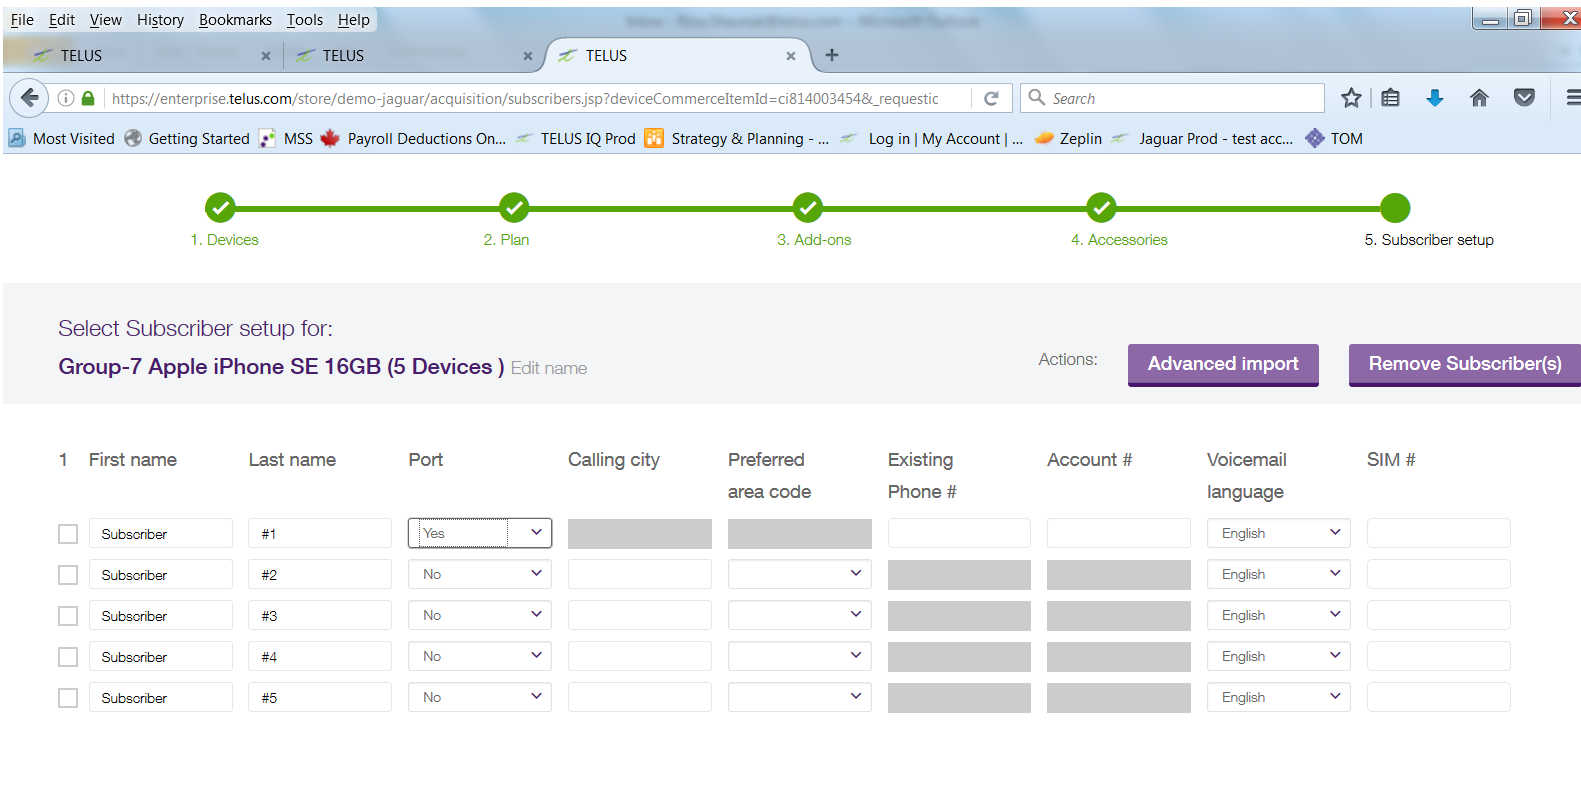 File Edit View History Bookmarks Tools Help
TELUS TELUS TELUS
https://enterprise.telus.com/store/demo-jaguar/acquisition/subscribers.jsp?deviceCommerceItemId=ci814003454&_requestic Search
Most Visited Getting Started MSS Payroll Deductions On... TELUS IQ Prod Strategy & Planning - ... Log in | My Account | ... Zeplin Jaguar Prod - test acc... TOM
1. Devices 2. Plan 3. Add-ons 4. Accessories 5. Subscriber setup
Select Subscriber setup for:
Group-7 Apple iPhone SE 16GB (5 Devices ) Edit name
Actions: Advanced import Remove Subscriber(s)
1 First name Last name Port Calling city Preferred area code Existing Phone # Account # Voicemail language SIM #
Subscriber #1 Yes English
Subscriber #2 No English
Subscriber #3 No English
Subscriber #4 No English
Subscriber #5 No English